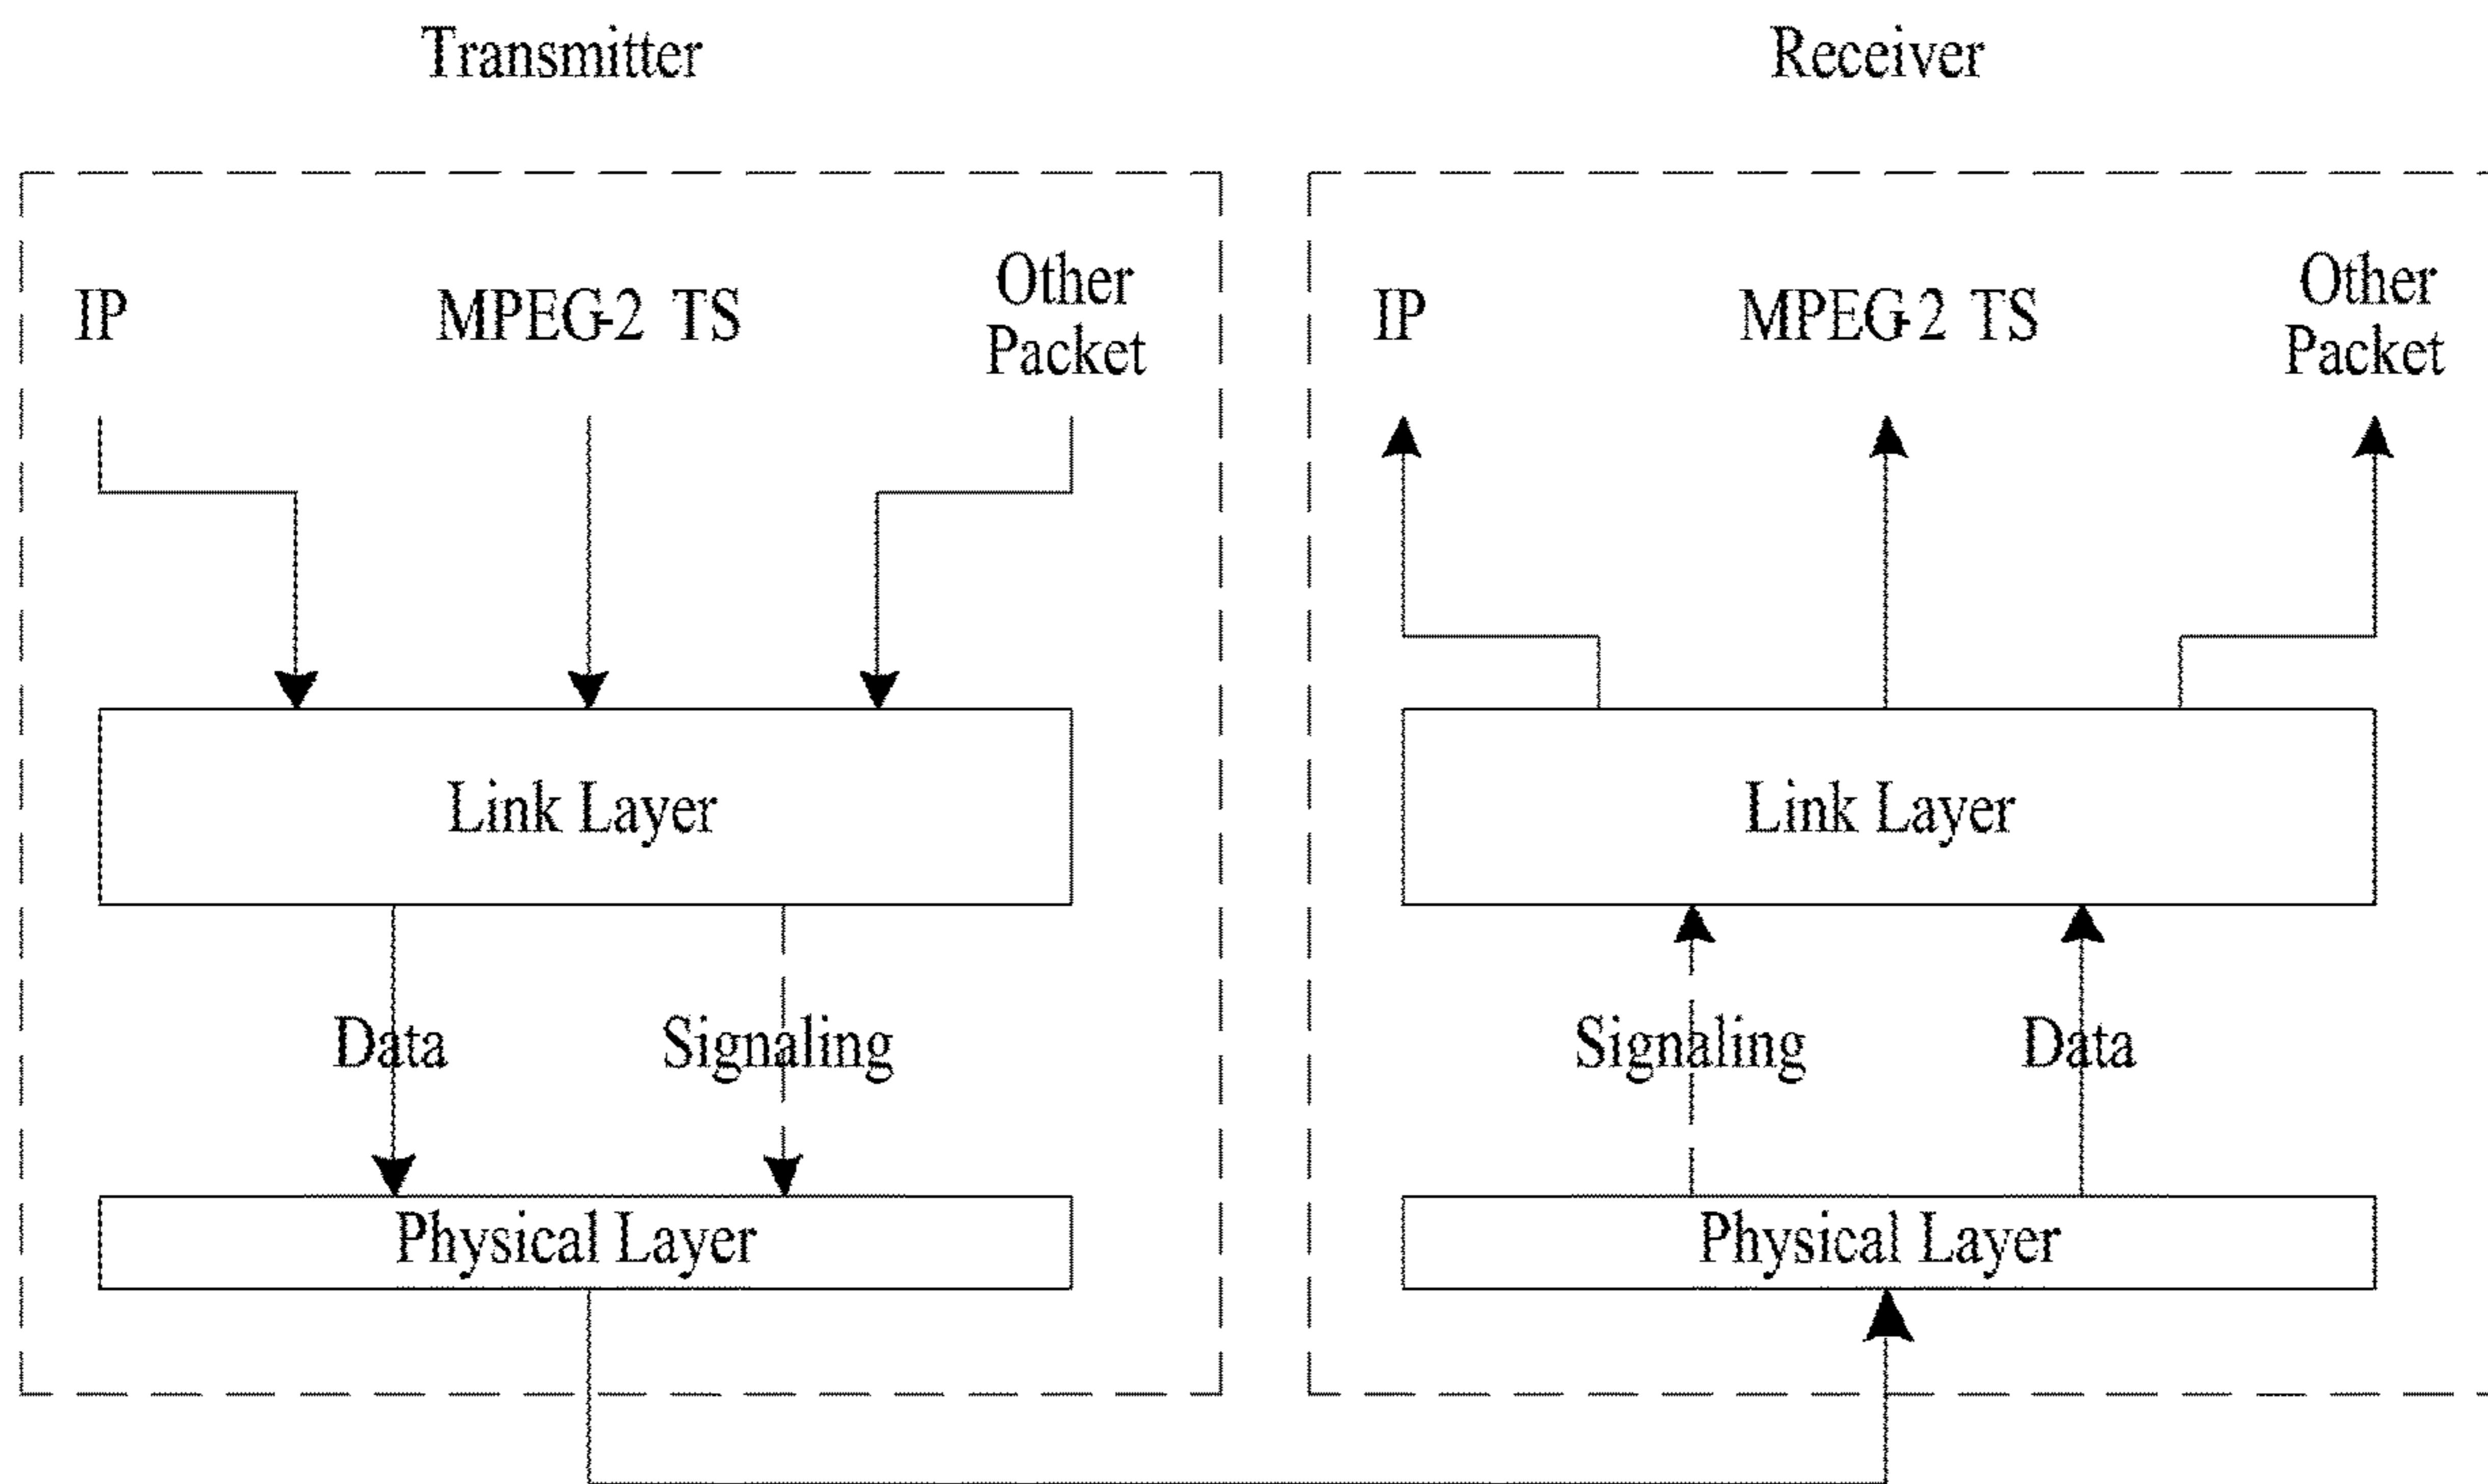 Transmitter
IP
MPEG-2 TS
Other
Packet
Link Layer
Data
Signaling
Physical Layer
Receiver
IP
MPEG-2 TS
Other
Packet
Link Layer
Signaling
Data
Physical Layer